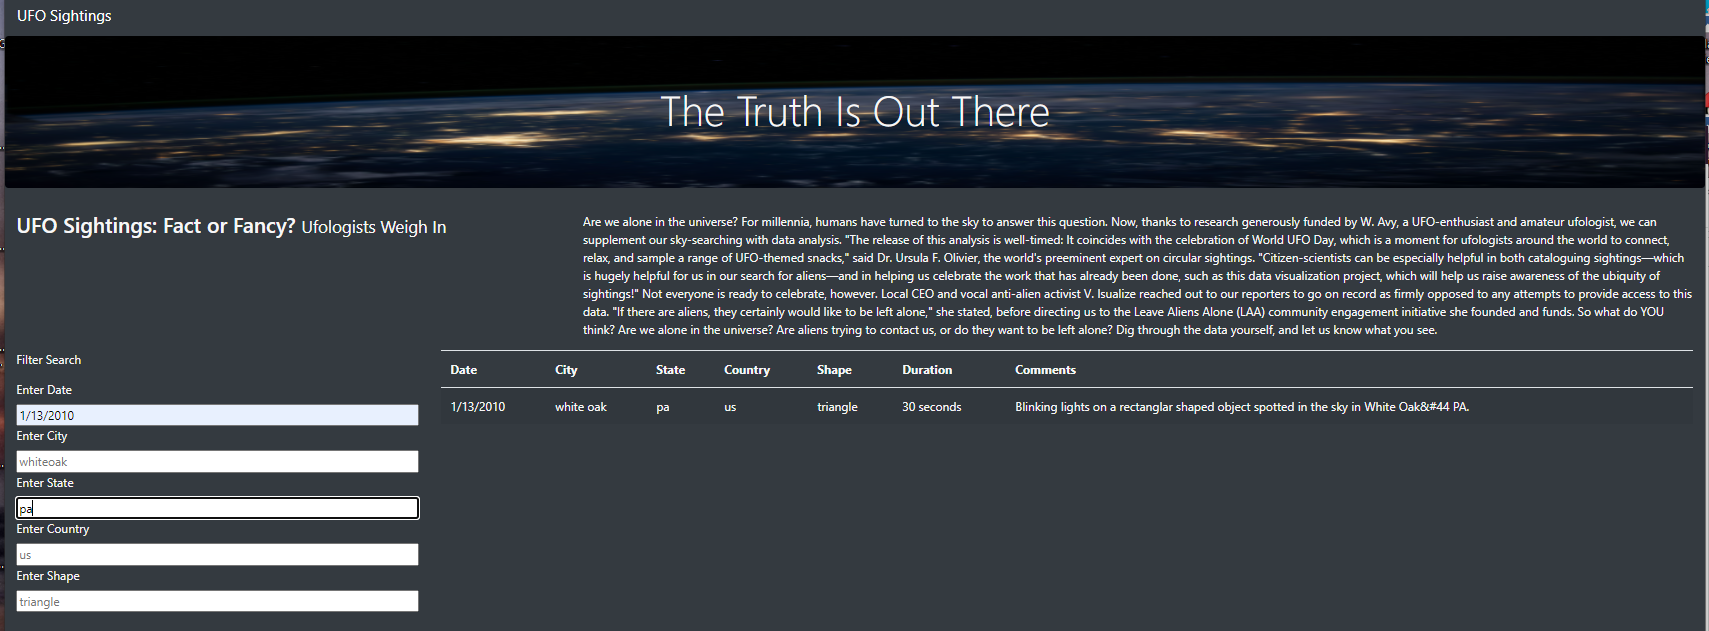 UFO Sightings
The Truth Is Out There
UFO Sightings: Fact or Fancy? Ufologists Weigh In
Are we alone in the universe? For millennia, humans have turned to the sky to answer this question. Now, thanks to research generously funded by W. Avy, a UFO-enthusiast and amateur ufologist, we can
supplement our sky-searching with data analysis. "The release of this analysis is well-timed: It coincides with the celebration of World UFO Day, which is a moment for ufologists around the world to connect,
relax, and sample a range of UFO-themed snacks," said Dr. Ursula F. Olivier, the world's preeminent expert on circular sightings. "Citizen-scientists can be especially helpful in both cataloguing sightings—which
is hugely helpful for us in our search for aliens—and in helping us celebrate the work that has already been done, such as this data visualization project, which will help us raise awareness of the ubiquity of
sightings!" Not everyone is ready to celebrate, however. Local CEO and vocal anti-alien activist V. Isualize reached out to our reporters to go on record as firmly opposed to any attempts to provide access to this
data. "If there are aliens, they certainly would like to be left alone," she stated, before directing us to the Leave Aliens Alone (LAA) community engagement initiative she founded and funds. So what do YOU
think? Are we alone in the universe? Are aliens trying to contact us, or do they want to be left alone? Dig through the data yourself, and let us know what you see.
Filter Search
Enter Date
1/13/2010
Enter City
whiteoak
Enter State
pa
Enter Country
us
Enter Shape
triangle
Date City State Country Shape Duration Comments
1/13/2010 white oak pa us triangle 30 seconds Blinking lights on a rectanglar shaped object spotted in the sky in White Oak&#44 PA.